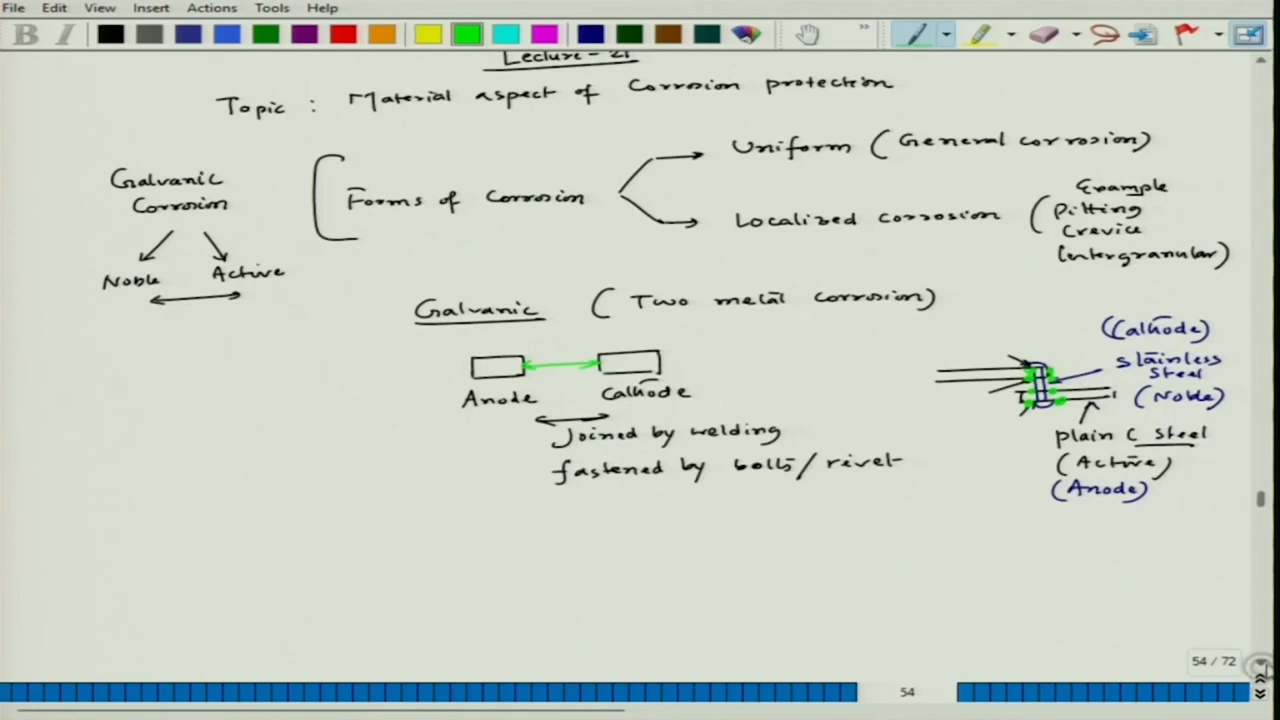 File Edit View Insert Actions Tools Help
B I
Lecture - 21
Topic : Material aspect of Corrosion protection
Galvanic
Corrosion
Noble Active
Forms of Corrosion
Uniform (General corrosion)
Localized corrosion
(Example
Pitting
Crevice
Intergranular)
Galvanic (Two metal corrosion)
Anode Cathode
Joined by welding
fastened by bolts/rivet
(Cathode)
Stainless
Steel
(Noble)
plain C Steel
(Active)
(Anode)
54 / 72
54